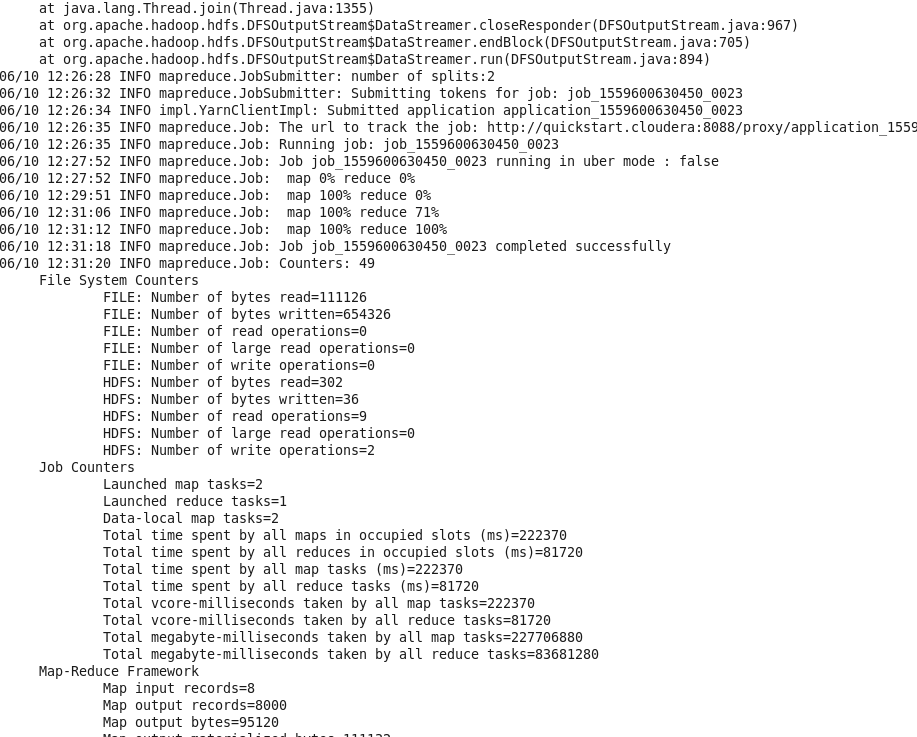 at java.lang.Thread.join(Thread.java:1355)
at org.apache.hadoop.hdfs.DFSOutputStream$DataStreamer.closeResponder(DFSOutputStream.java:967)
at org.apache.hadoop.hdfs.DFSOutputStream$DataStreamer.endBlock(DFSOutputStream.java:705)
at org.apache.hadoop.hdfs.DFSOutputStream$DataStreamer.run(DFSOutputStream.java:894)
06/10 12:26:28 INFO mapreduce.JobSubmitter: number of splits:2
06/10 12:26:32 INFO mapreduce.JobSubmitter: Submitting tokens for job: job_1559600630450_0023
06/10 12:26:34 INFO impl.YarnClientImpl: Submitted application application_1559600630450_0023
06/10 12:26:35 INFO mapreduce.Job: The url to track the job: http://quickstart.cloudera:8088/proxy/application_1559
06/10 12:26:35 INFO mapreduce.Job: Running job: job_1559600630450_0023
06/10 12:27:52 INFO mapreduce.Job: Job job_1559600630450_0023 running in uber mode : false
06/10 12:27:52 INFO mapreduce.Job:  map 0% reduce 0%
06/10 12:29:51 INFO mapreduce.Job:  map 100% reduce 0%
06/10 12:31:06 INFO mapreduce.Job:  map 100% reduce 71%
06/10 12:31:12 INFO mapreduce.Job:  map 100% reduce 100%
06/10 12:31:18 INFO mapreduce.Job: Job job_1559600630450_0023 completed successfully
06/10 12:31:20 INFO mapreduce.Job: Counters: 49
File System Counters
FILE: Number of bytes read=111126
FILE: Number of bytes written=654326
FILE: Number of read operations=0
FILE: Number of large read operations=0
FILE: Number of write operations=0
HDFS: Number of bytes read=302
HDFS: Number of bytes written=36
HDFS: Number of read operations=9
HDFS: Number of large read operations=0
HDFS: Number of write operations=2
Job Counters
Launched map tasks=2
Launched reduce tasks=1
Data-local map tasks=2
Total time spent by all maps in occupied slots (ms)=222370
Total time spent by all reduces in occupied slots (ms)=81720
Total time spent by all map tasks (ms)=222370
Total time spent by all reduce tasks (ms)=81720
Total vcore-milliseconds taken by all map tasks=222370
Total vcore-milliseconds taken by all reduce tasks=81720
Total megabyte-milliseconds taken by all map tasks=227706880
Total megabyte-milliseconds taken by all reduce tasks=83681280
Map-Reduce Framework
Map input records=8
Map output records=8000
Map output bytes=95120
Map output materialized bytes=111132